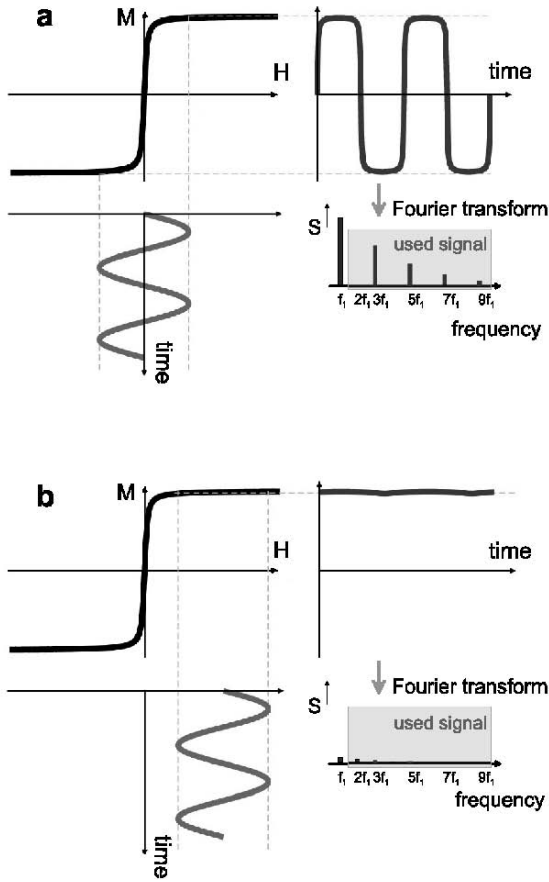 a
M
H
time
time
Fourier transform
S
used signal
f₁ 2f₁ 3f₁ 5f₁ 7f₁ 9f₁
frequency
b
M
H
time
time
Fourier transform
S
used signal
f₁ 2f₁ 3f₁ 5f₁ 7f₁ 9f₁
frequency